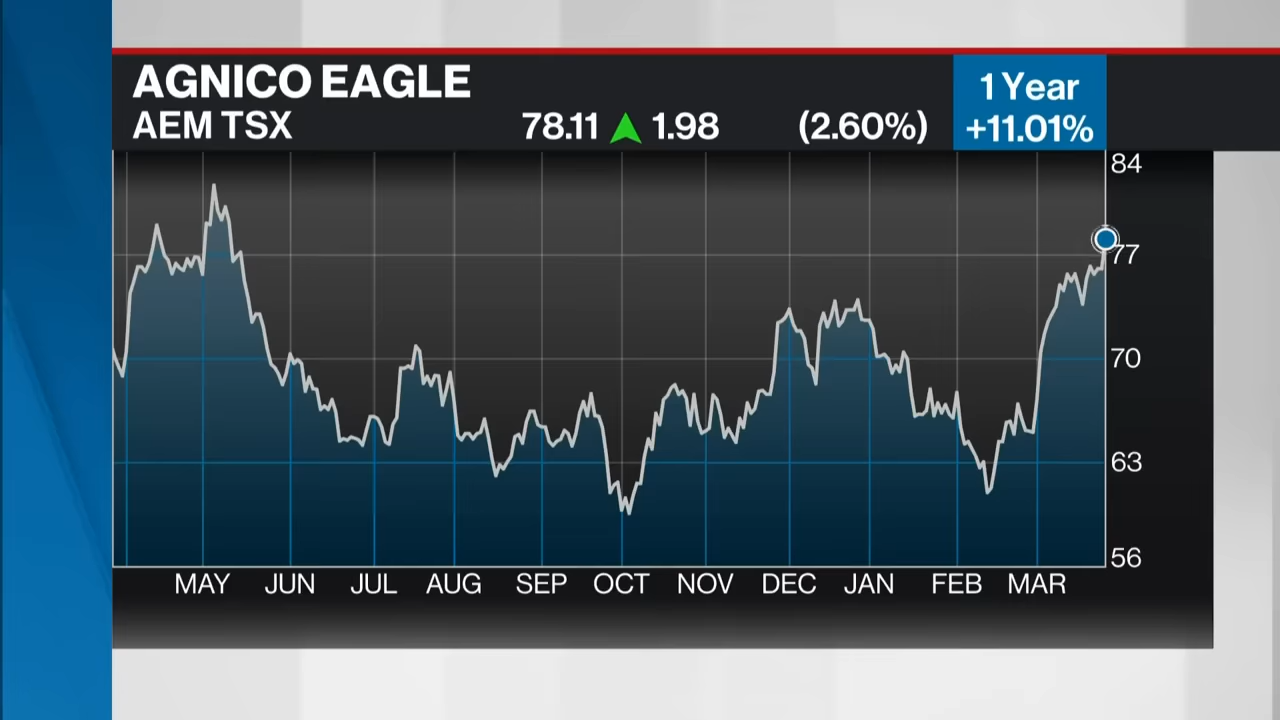 AGNICO EAGLE
AEM TSX 78.11 1.98 (2.60%)
1 Year
+11.01%
84
77
70
63
56
MAY JUN JUL AUG SEP OCT NOV DEC JAN FEB MAR